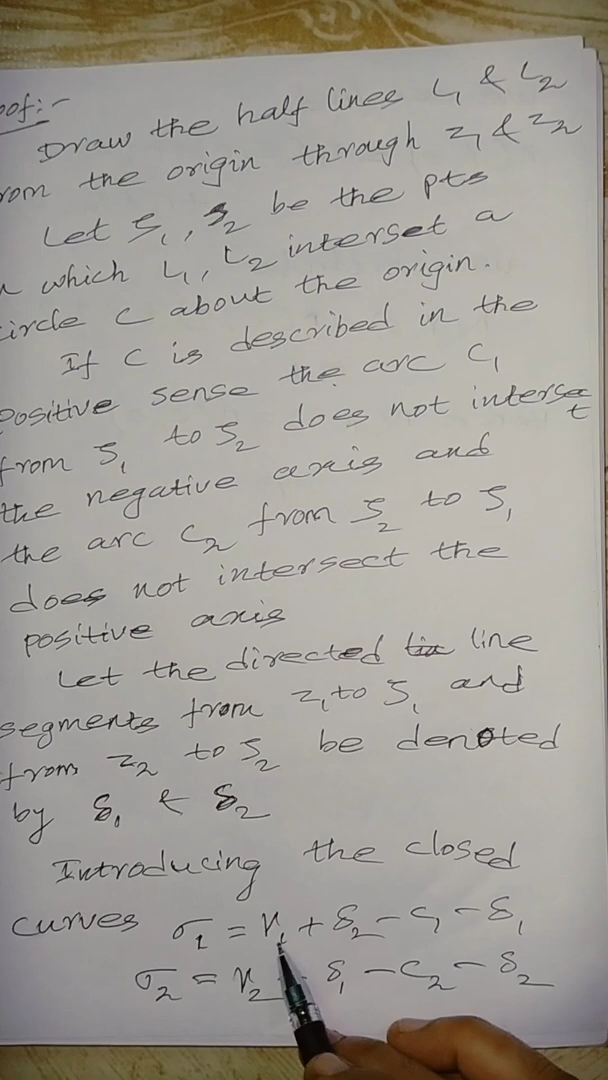 oof:-
Draw the half lines L₁ & L₂
rom the origin through z₁ & z₂
Let ζ₁, ζ₂ be the pts
n which L₁, L₂ interset a
ircle C about the origin.
If C is described in the
Positive sense the arc C₁
from ζ₁ to ζ₂ does not intersect
the negative axis and
the arc C₂ from ζ₂ to ζ₁
does not intersect the
positive axis
Let the directed line
segments from z₁ to ζ₁ and
from z₂ to ζ₂ be denoted
by δ₁ & δ₂
Introducing the closed
curves σ₁ = γ₁ + δ₂ - C₁ - δ₁
σ₂ = γ₂ δ₁ - C₂ - δ₂